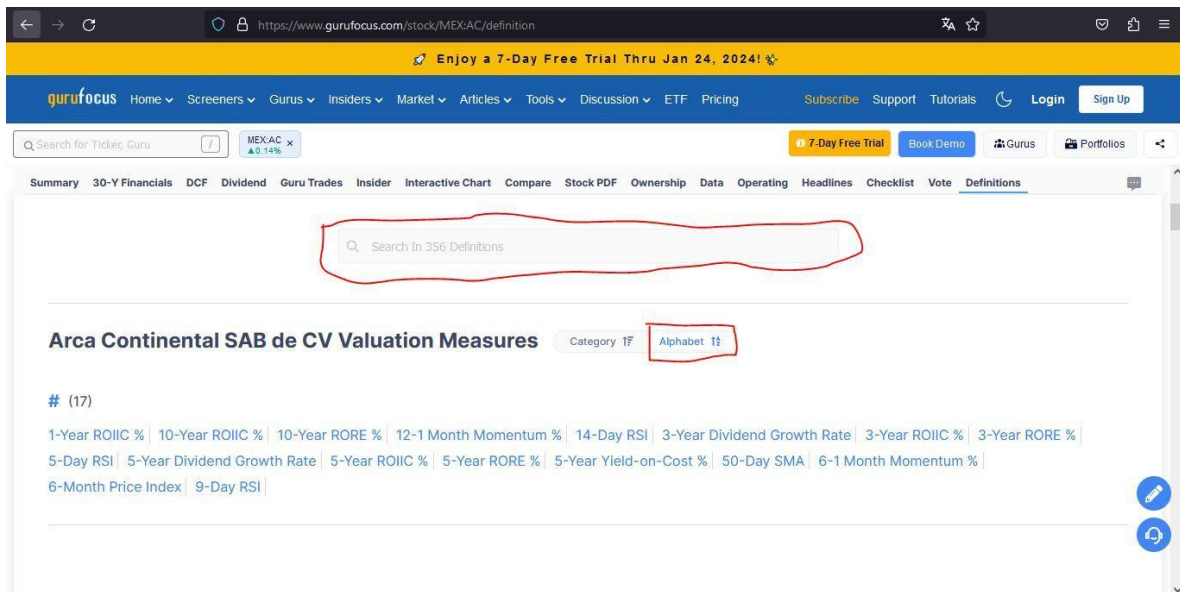 https://www.gurufocus.com/stock/MEX:AC/definition
Enjoy a 7-Day Free Trial Thru Jan 24, 2024!
gurufocus Home Screeners Gurus Insiders Market Articles Tools Discussion ETF Pricing Subscribe Support Tutorials Login Sign Up
Search for Ticker, Guru / MEX:AC × ▲0.14% 7-Day Free Trial Book Demo Gurus Portfolios
Summary 30-Y Financials DCF Dividend Guru Trades Insider Interactive Chart Compare Stock PDF Ownership Data Operating Headlines Checklist Vote Definitions
Search In 356 Definitions
Arca Continental SAB de CV Valuation Measures Category Alphabet
# (17)
1-Year ROIIC % 10-Year ROIIC % 10-Year RORE % 12-1 Month Momentum % 14-Day RSI 3-Year Dividend Growth Rate 3-Year ROIIC % 3-Year RORE %
5-Day RSI 5-Year Dividend Growth Rate 5-Year ROIIC % 5-Year RORE % 5-Year Yield-on-Cost % 50-Day SMA 6-1 Month Momentum %
6-Month Price Index 9-Day RSI